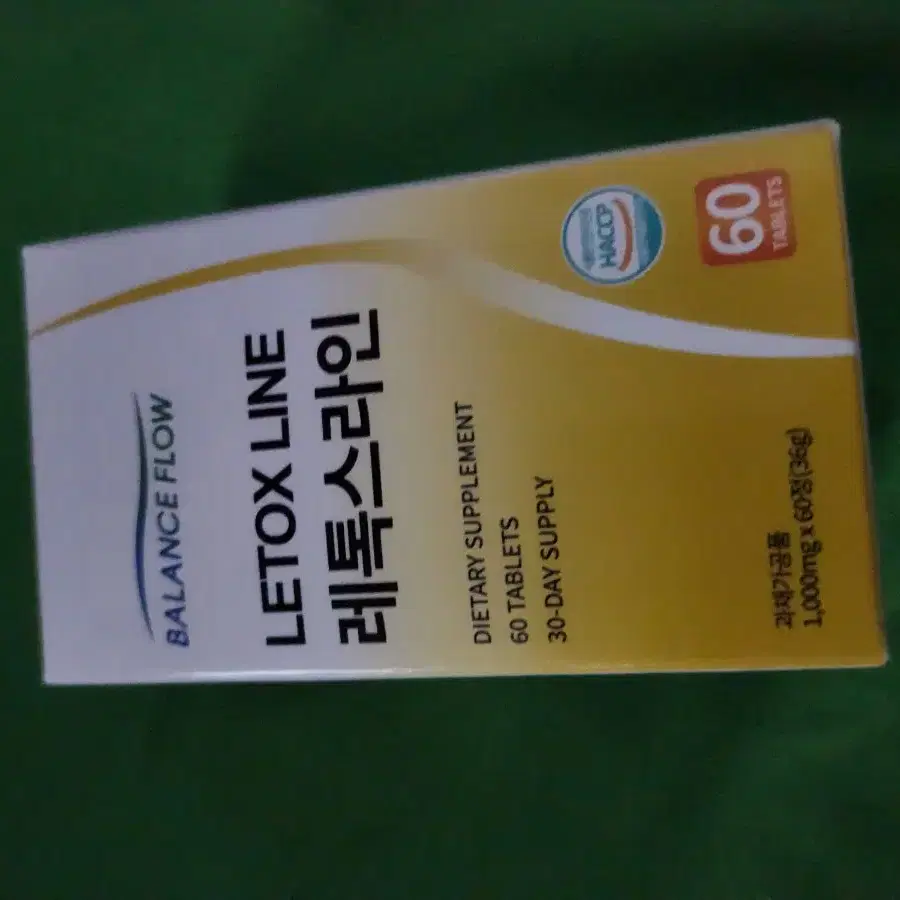 BALANCE FLOW
LETOX LINE
레톡스라인
DIETARY SUPPLEMENT
60 TABLETS
30-DAY SUPPLY
HACCP
60
TABLETS
과채가공품
1,000mg x 60정(36g)